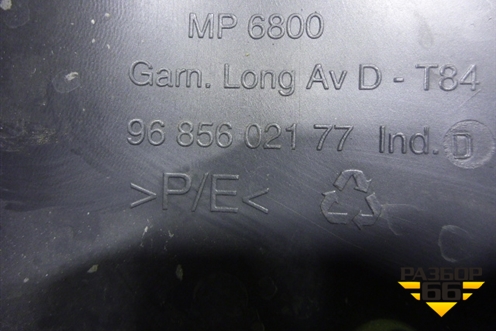 MP 6800
Garn. Long Av D - T84
96 856 021 77 Ind. D
>P/E<
РАЗБОР
66